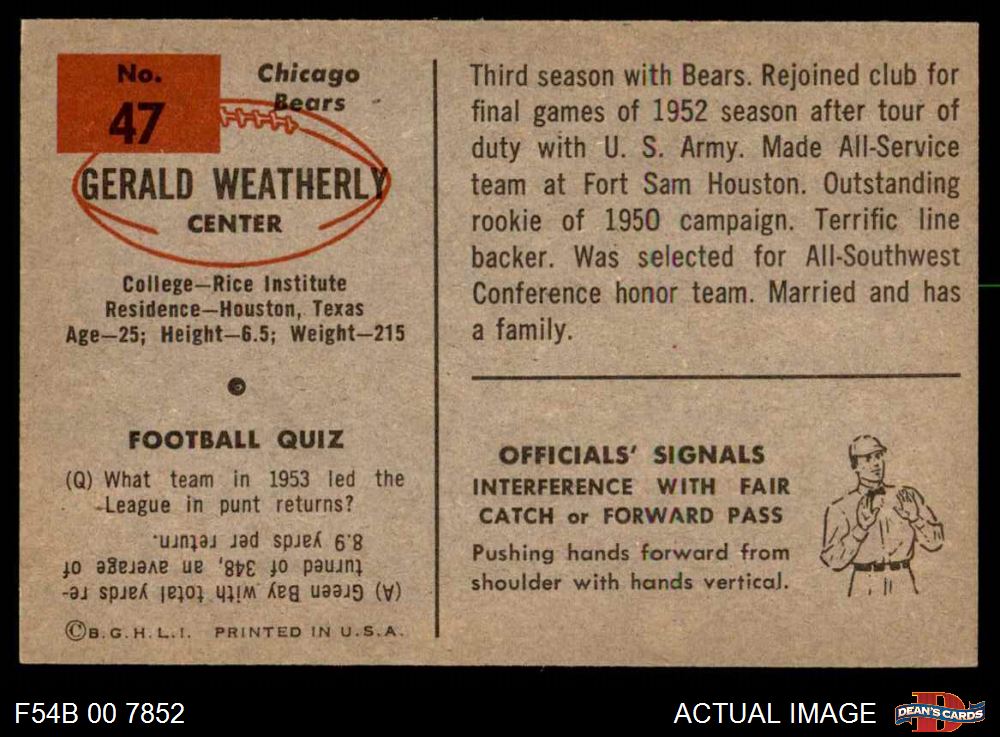 No.
47
Chicago
Bears
GERALD WEATHERLY
CENTER
College—Rice Institute
Residence—Houston, Texas
Age—25; Height—6.5; Weight—215
FOOTBALL QUIZ
(Q) What team in 1953 led the
League in punt returns?
(A) Green Bay with total yards re-
turned of 348, an average of
8.9 yards per return.
©B.G.H.L.I. PRINTED IN U.S.A.
Third season with Bears. Rejoined club for
final games of 1952 season after tour of
duty with U. S. Army. Made All-Service
team at Fort Sam Houston. Outstanding
rookie of 1950 campaign. Terrific line
backer. Was selected for All-Southwest
Conference honor team. Married and has
a family.
OFFICIALS' SIGNALS
INTERFERENCE WITH FAIR
CATCH or FORWARD PASS
Pushing hands forward from
shoulder with hands vertical.
F54B 00 7852
ACTUAL IMAGE
DEAN'S CARDS